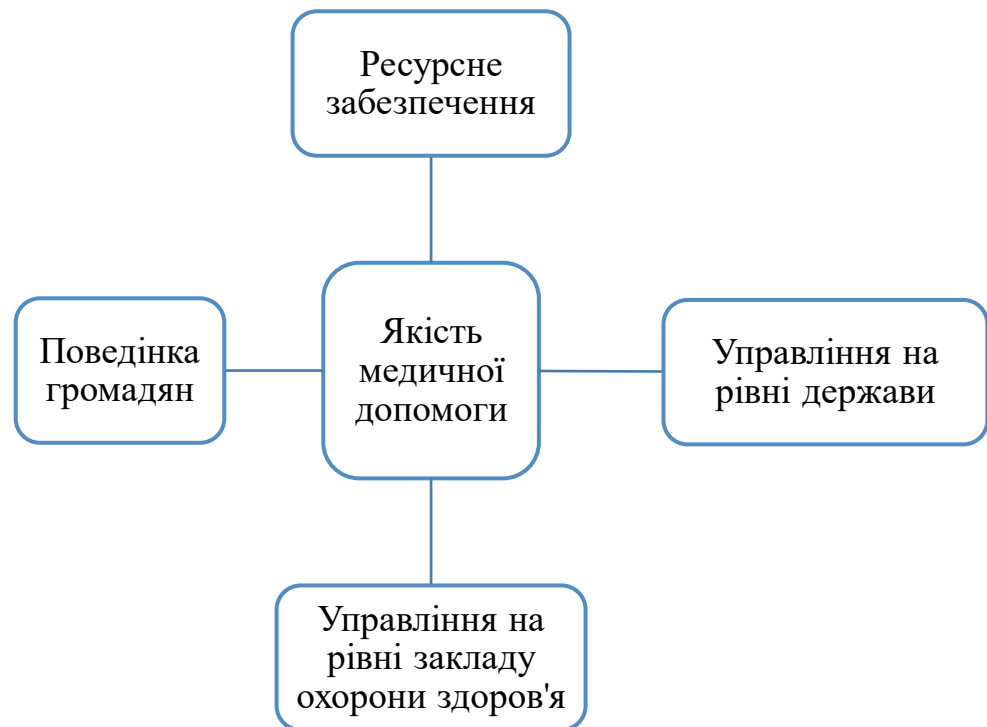 Ресурсне
забезпечення
Поведінка
громадян
Якість
медичної
допомоги
Управління на
рівні держави
Управління на
рівні закладу
охорони здоров'я